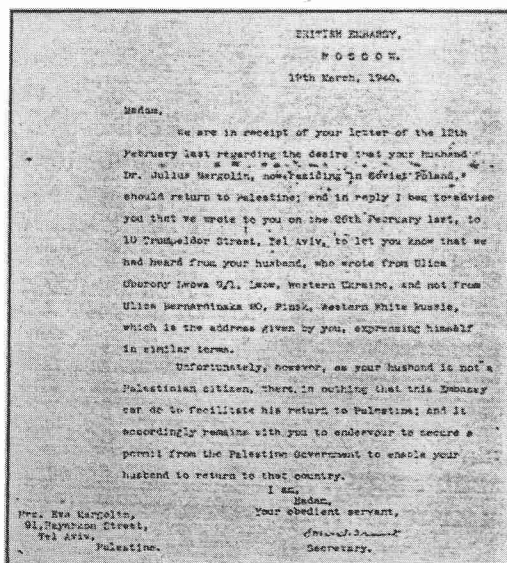 BRITISH EMBASSY,
MOSCOW.
19th March, 1940.
Madam,
We are in receipt of your letter of the 12th
February last regarding the desire that your husband
Dr. Julius Margolin, now residing in Soviet Poland,
should return to Palestine; and in reply I beg to advise
you that we wrote to you on the 26th February last, to
10 Trumpeldor Street, Tel Aviv, to let you know that we
had heard from your husband, who wrote from Ulica
Oborony Lwowa 9/1, Lwow, Western Ukraine, and not from
Ulica Bernardinska 20, Pinsk, Western White Russia,
which is the address given by you, expressing himself
in similar terms.
Unfortunately, however, as your husband is not a
Palestinian citizen, there is nothing that this Embassy
can do to facilitate his return to Palestine; and it
accordingly remains with you to endeavour to secure a
permit from the Palestine Government to enable your
husband to return to that country.
I am,
Madam,
Your obedient servant,
Secretary.
Mrs. Eva Margolin,
91, Hayarkon Street,
Tel Aviv,
Palestine.